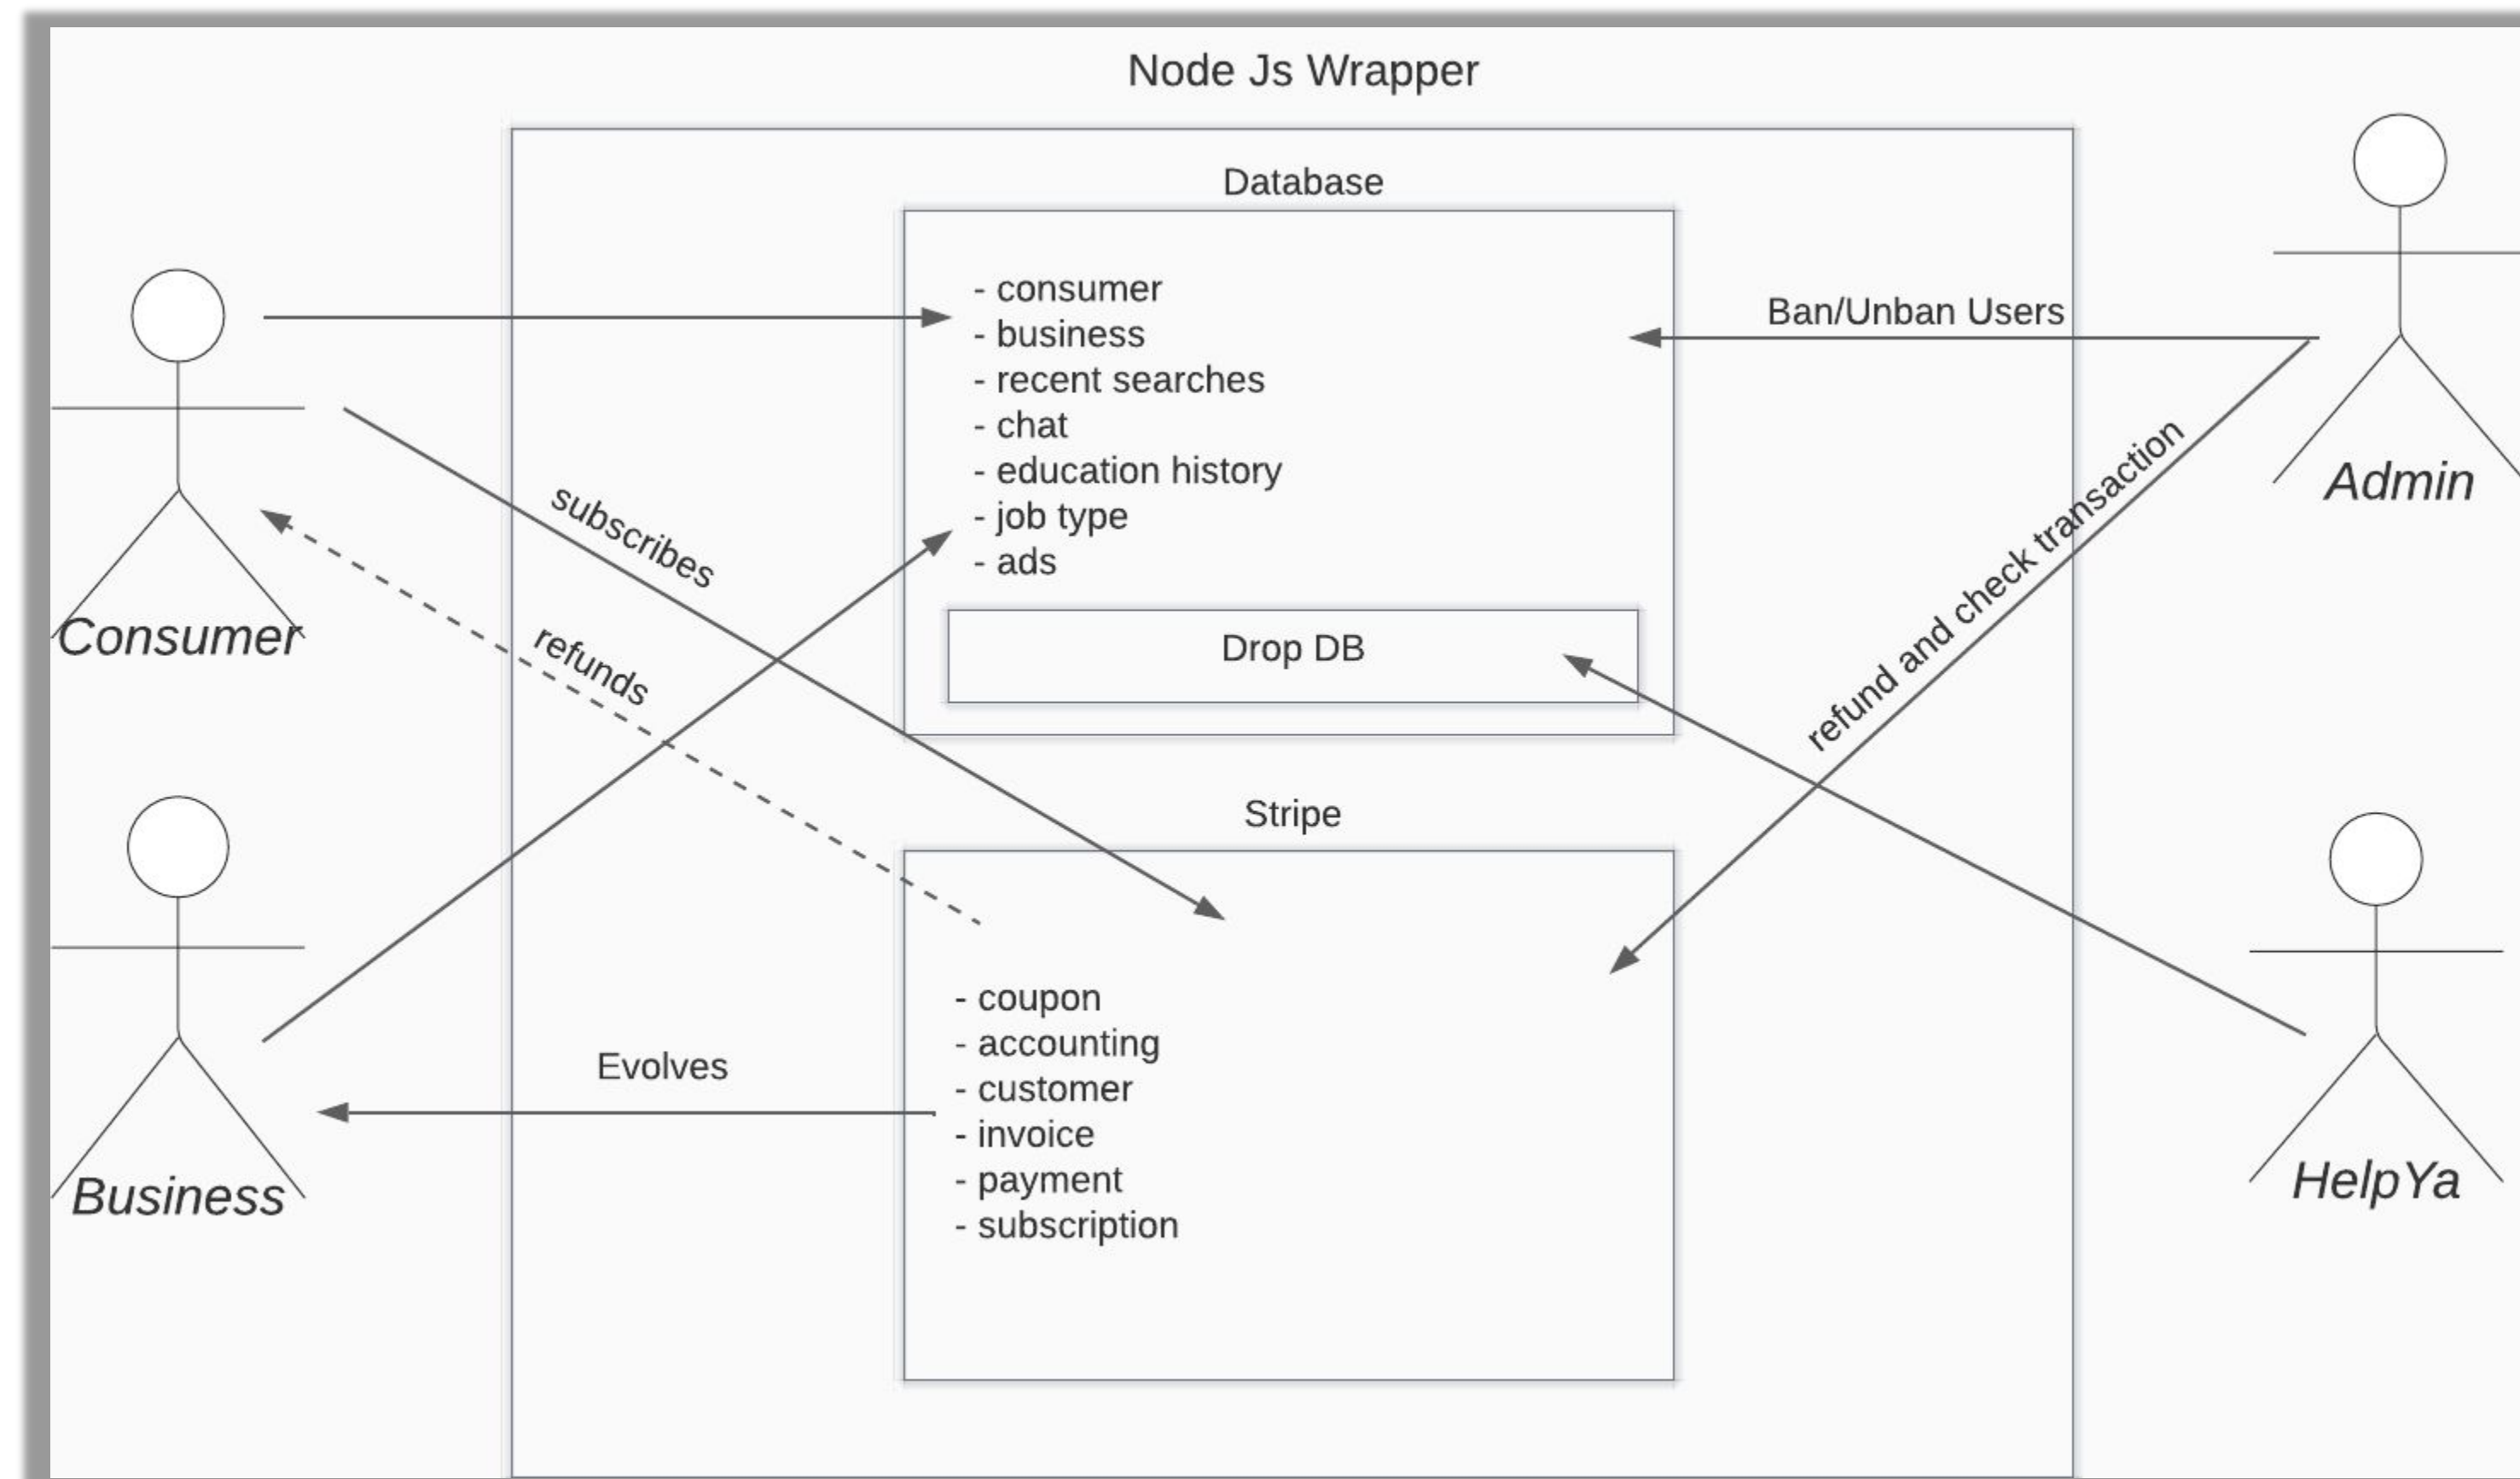 Node Js Wrapper
Database
- consumer
- business
- recent searches
- chat
- education history
- job type
- ads
Drop DB
Ban/Unban Users
Admin
refund and check transaction
subscribes
Consumer
refunds
Stripe
- coupon
- accounting
- customer
- invoice
- payment
- subscription
Evolves
Business
HelpYa